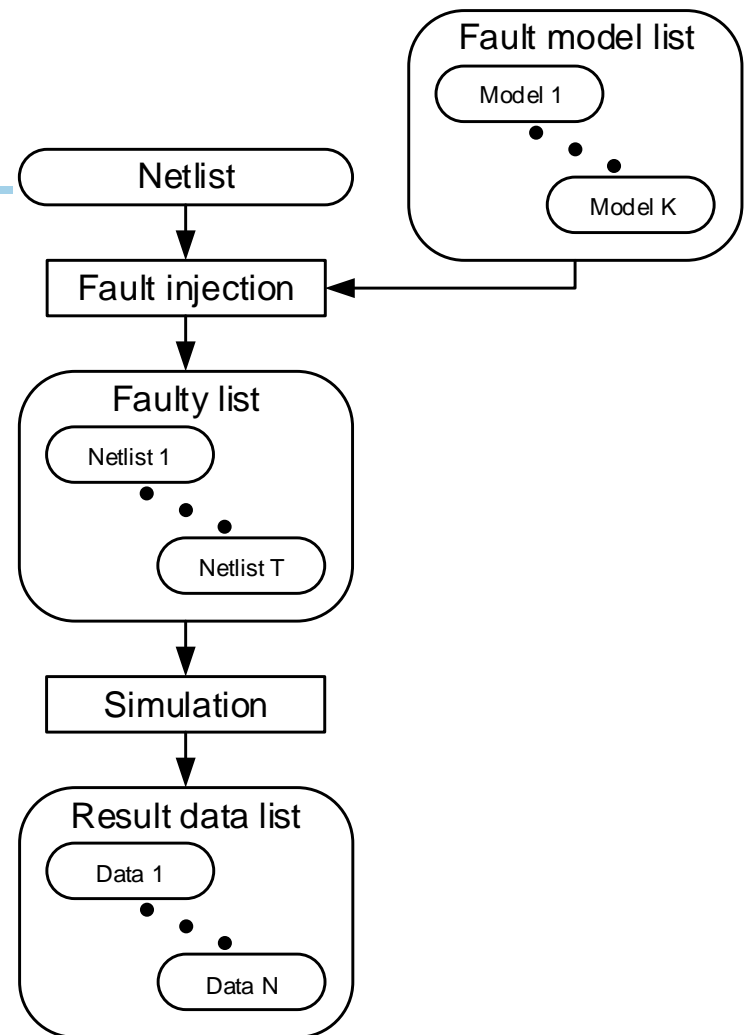 Fault model list
Model 1
Model K
Netlist
Fault injection
Faulty list
Netlist 1
Netlist T
Simulation
Result data list
Data 1
Data N